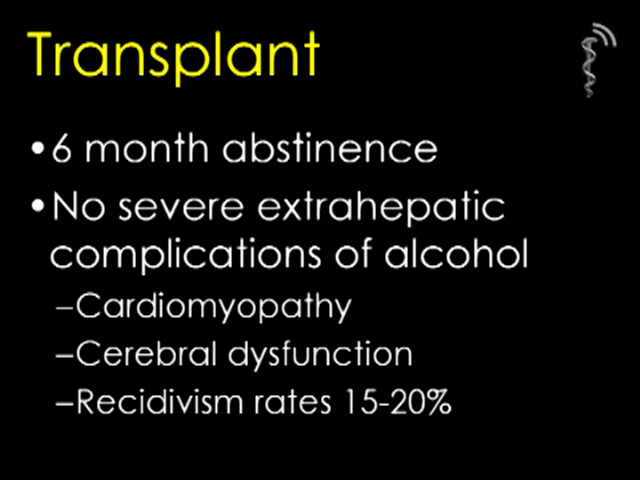 Transplant
•6 month abstinence
•No severe extrahepatic
complications of alcohol
–Cardiomyopathy
–Cerebral dysfunction
–Recidivism rates 15-20%